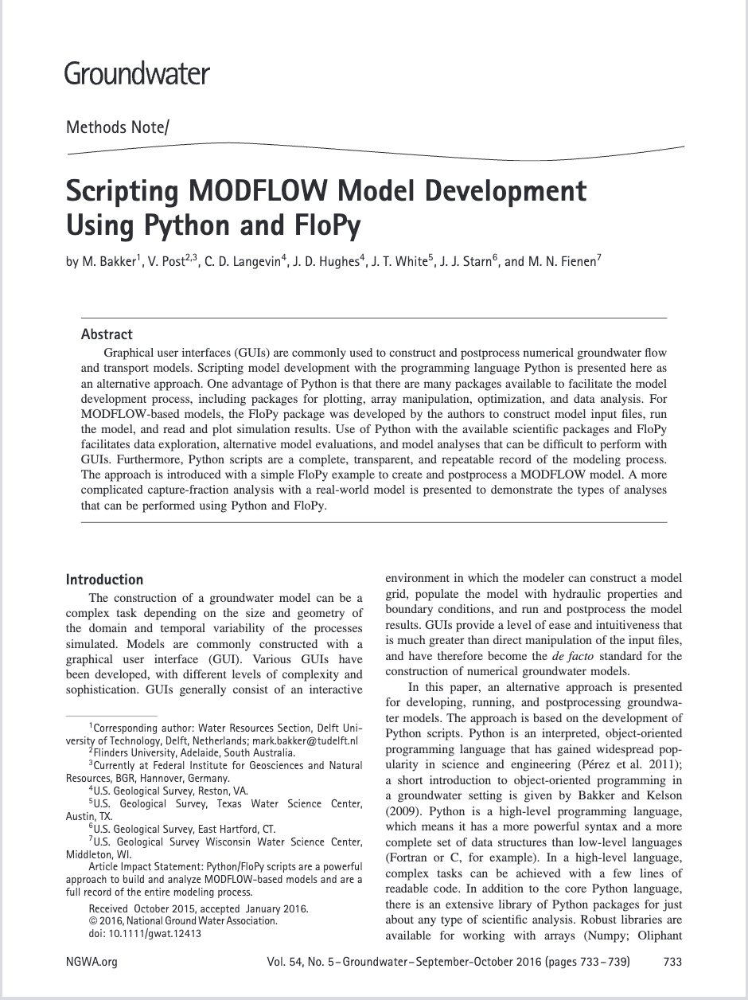 Groundwater
Methods Note/
Scripting MODFLOW Model Development
Using Python and FloPy
by M. Bakker1, V. Post2,3, C. D. Langevin4, J. D. Hughes4, J. T. White5, J. J. Starn6, and M. N. Fienen7
Abstract
Graphical user interfaces (GUIs) are commonly used to construct and postprocess numerical groundwater flow
and transport models. Scripting model development with the programming language Python is presented here as
an alternative approach. One advantage of Python is that there are many packages available to facilitate the model
development process, including packages for plotting, array manipulation, optimization, and data analysis. For
MODFLOW-based models, the FloPy package was developed by the authors to construct model input files, run
the model, and read and plot simulation results. Use of Python with the available scientific packages and FloPy
facilitates data exploration, alternative model evaluations, and model analyses that can be difficult to perform with
GUIs. Furthermore, Python scripts are a complete, transparent, and repeatable record of the modeling process.
The approach is introduced with a simple FloPy example to create and postprocess a MODFLOW model. A more
complicated capture-fraction analysis with a real-world model is presented to demonstrate the types of analyses
that can be performed using Python and FloPy.
Introduction
The construction of a groundwater model can be a
complex task depending on the size and geometry of
the domain and temporal variability of the processes
simulated. Models are commonly constructed with a
graphical user interface (GUI). Various GUIs have
been developed, with different levels of complexity and
sophistication. GUIs generally consist of an interactive
1Corresponding author: Water Resources Section, Delft Uni-
versity of Technology, Delft, Netherlands; mark.bakker@tudelft.nl
2Flinders University, Adelaide, South Australia.
3Currently at Federal Institute for Geosciences and Natural
Resources, BGR, Hannover, Germany.
4U.S. Geological Survey, Reston, VA.
5U.S. Geological Survey, Texas Water Science Center,
Austin, TX.
6U.S. Geological Survey, East Hartford, CT.
7U.S. Geological Survey Wisconsin Water Science Center,
Middleton, WI.
Article Impact Statement: Python/FloPy scripts are a powerful
approach to build and analyze MODFLOW-based models and are a
full record of the entire modeling process.
Received October 2015, accepted January 2016.
© 2016, National Ground Water Association.
doi: 10.1111/gwat.12413
environment in which the modeler can construct a model
grid, populate the model with hydraulic properties and
boundary conditions, and run and postprocess the model
results. GUIs provide a level of ease and intuitiveness that
is much greater than direct manipulation of the input files,
and have therefore become the de facto standard for the
construction of numerical groundwater models.
In this paper, an alternative approach is presented
for developing, running, and postprocessing groundwa-
ter models. The approach is based on the development of
Python scripts. Python is an interpreted, object-oriented
programming language that has gained widespread pop-
ularity in science and engineering (Pérez et al. 2011);
a short introduction to object-oriented programming in
a groundwater setting is given by Bakker and Kelson
(2009). Python is a high-level programming language,
which means it has a more powerful syntax and a more
complete set of data structures than low-level languages
(Fortran or C, for example). In a high-level language,
complex tasks can be achieved with a few lines of
readable code. In addition to the core Python language,
there is an extensive library of Python packages for just
about any type of scientific analysis. Robust libraries are
available for working with arrays (Numpy; Oliphant
NGWA.org
Vol. 54, No. 5–Groundwater–September-October 2016 (pages 733–739)
733